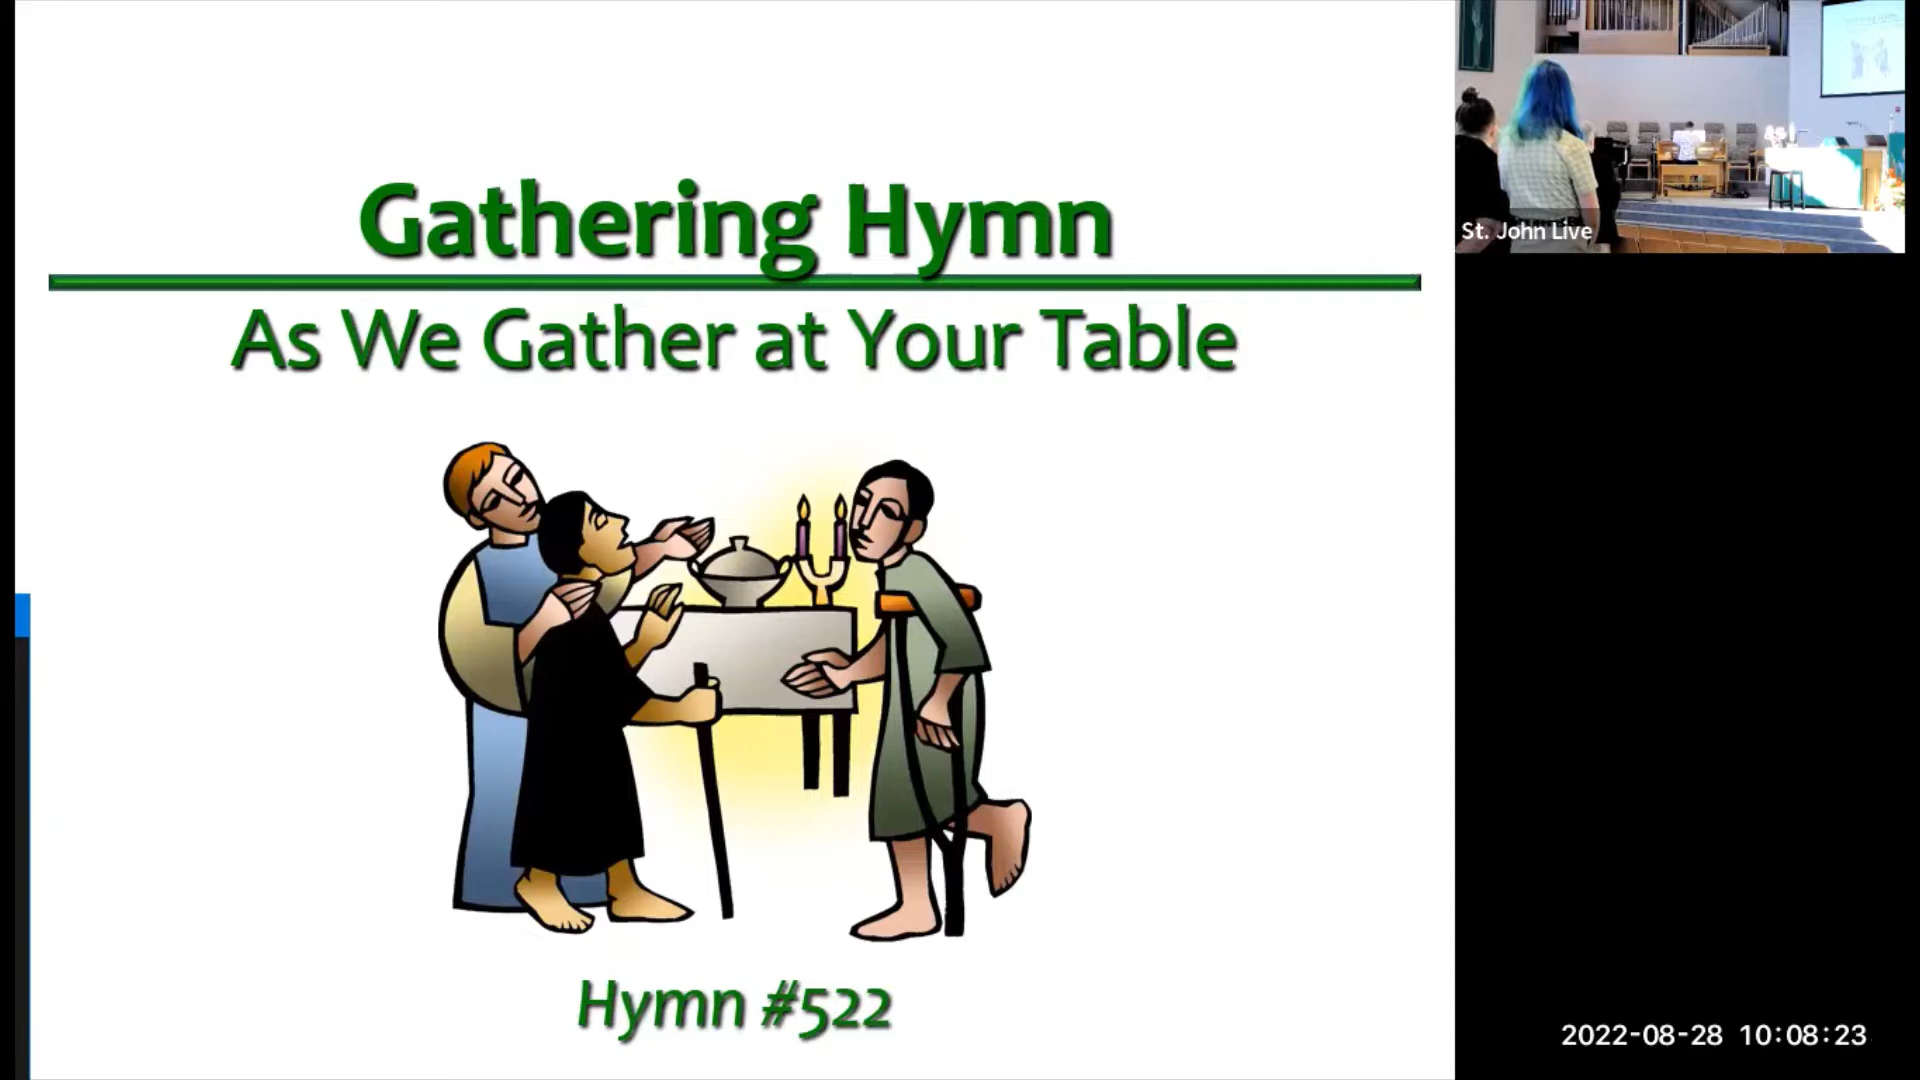 Gathering Hymn
As We Gather at Your Table
Hymn #522
St. John Live
2022-08-28 10:08:23